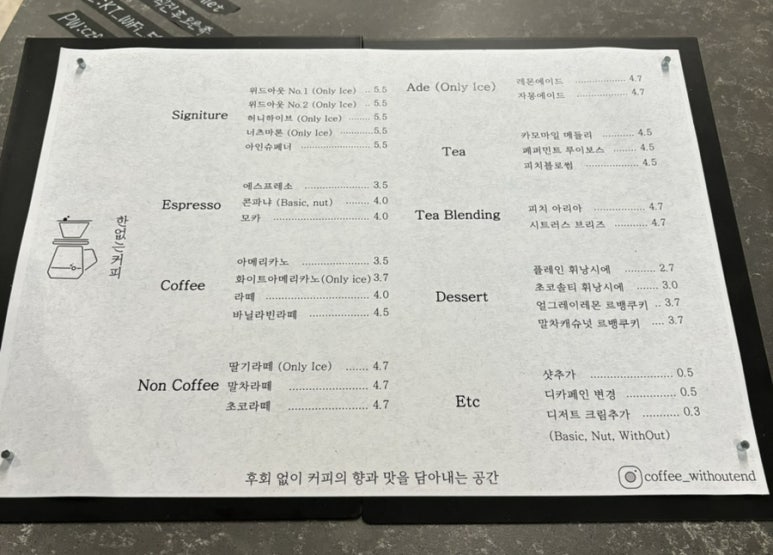 한없는커피
Signiture
위드아웃 No.1 (Only Ice) .. 5.5
위드아웃 No.2 (Only Ice) .. 5.5
허니하이브 (Only Ice) ........ 5.5
너츠마론 (Only Ice) ............ 5.5
아인슈페너 .................... 5.5
Espresso
에스프레소 .................. 3.5
콘파냐 (Basic, nut) ........ 4.0
모카 ........................... 4.0
Coffee
아메리카노 .................. 3.5
화이트아메리카노(Only ice) 3.7
라떼 ............................ 4.0
바닐라빈라떼 ................ 4.5
Non Coffee
딸기라떼 (Only Ice) ....... 4.7
말차라떼 ..................... 4.7
초코라떼 ..................... 4.7
Ade (Only Ice)
레몬에이드 ................. 4.7
자몽에이드 ................. 4.7
Tea
카모마일 메들리 .......... 4.5
페퍼민트 루이보스 ........ 4.5
피치블로썸 ................. 4.5
Tea Blending
피치 아리아 ................. 4.7
시트러스 브리즈 ........... 4.7
Dessert
플레인 휘낭시에 .......... 2.7
초코솔티 휘낭시에 ....... 3.0
얼그레이레몬 르뱅쿠키 .. 3.7
말차캐슈넛 르뱅쿠키 .... 3.7
Etc
샷추가 ....................... 0.5
디카페인 변경 .............. 0.5
디저트 크림추가 ........... 0.3
(Basic, Nut, WithOut)
후회 없이 커피의 향과 맛을 담아내는 공간
coffee_withoutend